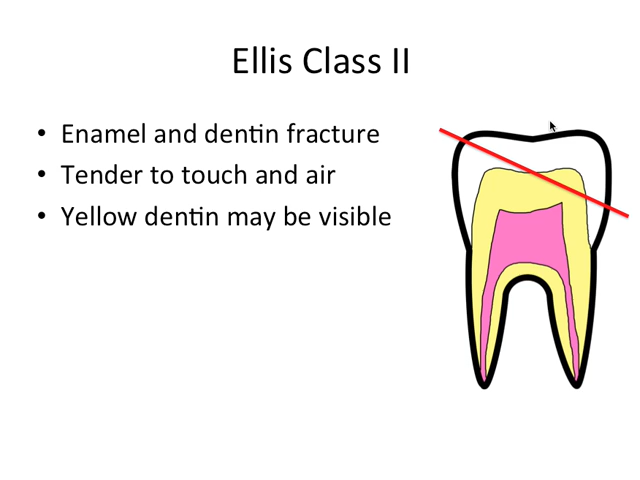 Ellis Class II
• Enamel and dentin fracture
• Tender to touch and air
• Yellow dentin may be visible